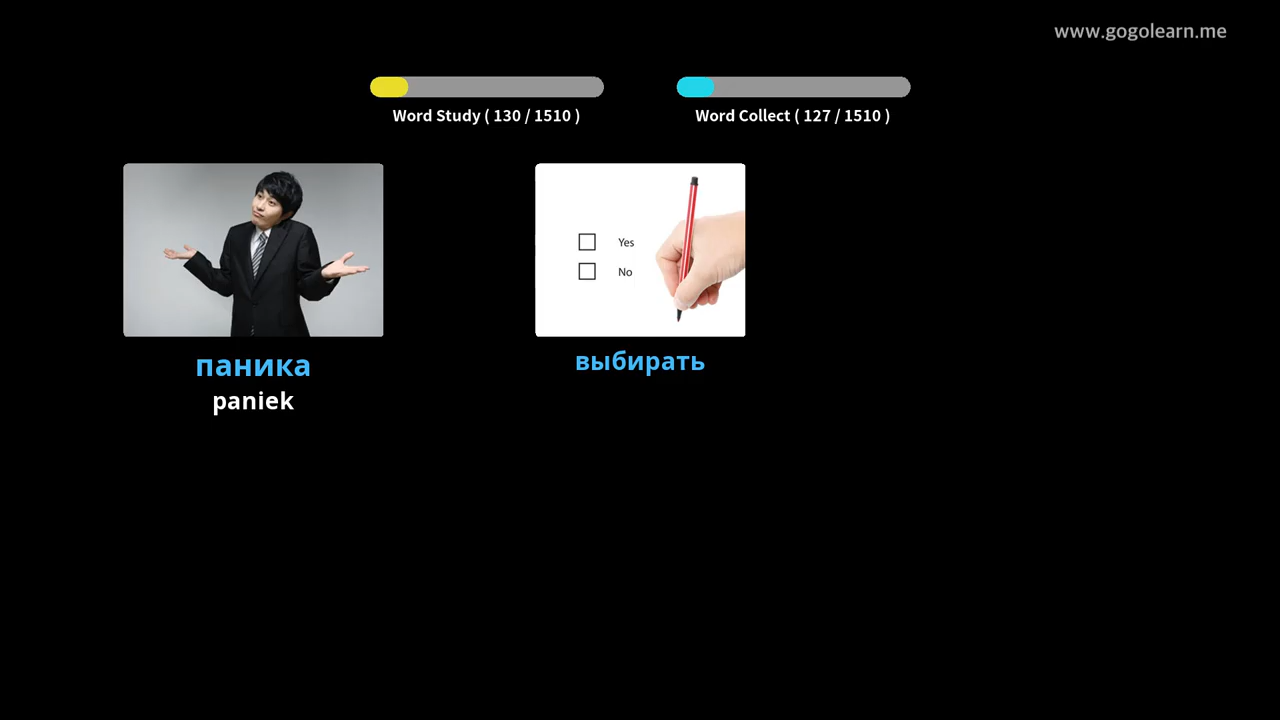 www.gogolearn.me
Word Study ( 130 / 1510 )
Word Collect ( 127 / 1510 )
Yes
No
паника
paniek
выбирать